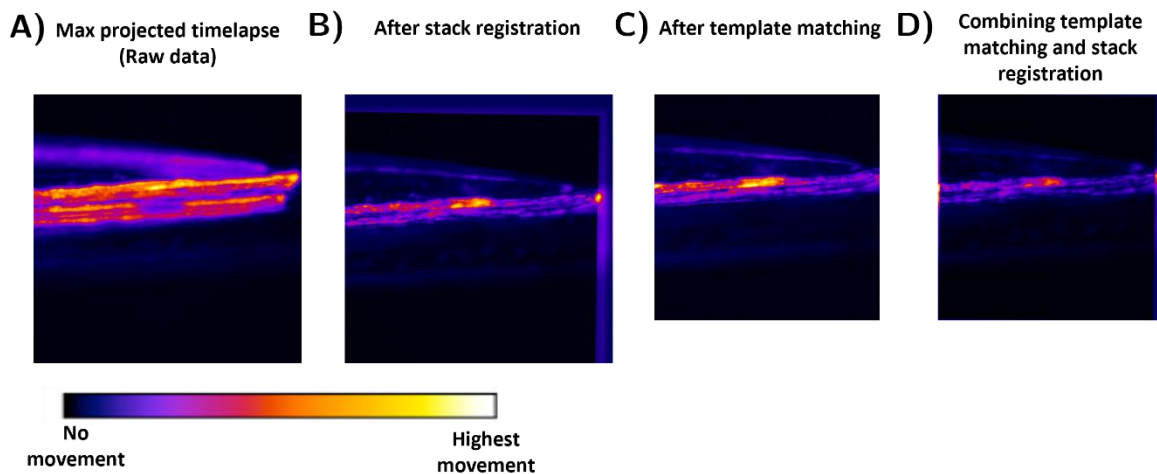 A)
Max projected timelapse
(Raw data)
B)
After stack registration
C)
After template matching
D)
Combining template
matching and stack
registration
No
movement
Highest
movement